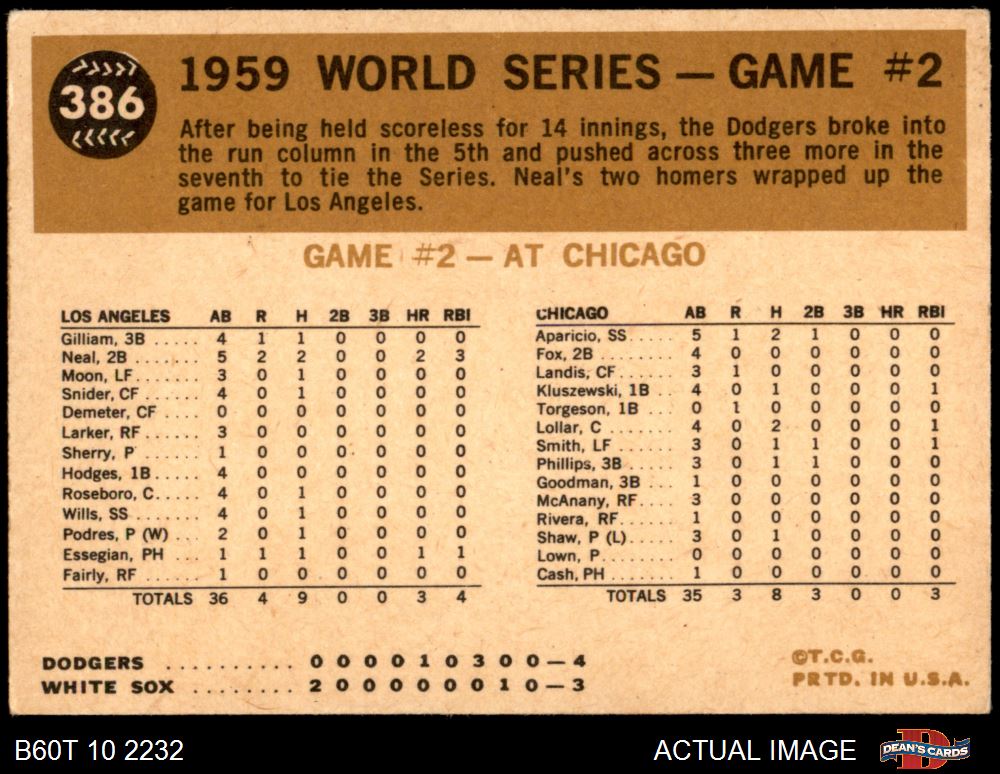 386
1959 WORLD SERIES — GAME #2
After being held scoreless for 14 innings, the Dodgers broke into
the run column in the 5th and pushed across three more in the
seventh to tie the Series. Neal's two homers wrapped up the
game for Los Angeles.
GAME #2 — AT CHICAGO
LOS ANGELES AB R H 2B 3B HR RBI
Gilliam, 3B ..... 4 1 1 0 0 0 0
Neal, 2B ....... 5 2 2 0 0 2 3
Moon, LF....... 3 0 1 0 0 0 0
Snider, CF ..... 4 0 1 0 0 0 0
Demeter, CF .... 0 0 0 0 0 0 0
Larker, RF ...... 3 0 0 0 0 0 0
Sherry, P ...... 1 0 0 0 0 0 0
Hodges, 1B ..... 4 0 0 0 0 0 0
Roseboro, C..... 4 0 1 0 0 0 0
Wills, SS ....... 4 0 1 0 0 0 0
Podres, P (W) ... 2 0 1 0 0 0 0
Essegian, PH .... 1 1 1 0 0 1 1
Fairly, RF ...... 1 0 0 0 0 0 0
TOTALS 36 4 9 0 0 3 4
CHICAGO AB R H 2B 3B HR RBI
Aparicio, SS..... 5 1 2 1 0 0 0
Fox, 2B ........ 4 0 0 0 0 0 0
Landis, CF...... 3 1 0 0 0 0 0
Kluszewski, 1B .. 4 0 1 0 0 0 1
Torgeson, 1B ... 0 1 0 0 0 0 0
Lollar, C ....... 4 0 2 0 0 0 1
Smith, LF ...... 3 0 1 1 0 0 1
Phillips, 3B ..... 3 0 1 1 0 0 0
Goodman, 3B ... 1 0 0 0 0 0 0
McAnany, RF.... 3 0 0 0 0 0 0
Rivera, RF...... 1 0 0 0 0 0 0
Shaw, P (L)..... 3 0 1 0 0 0 0
Lown, P........ 0 0 0 0 0 0 0
Cash, PH ....... 1 0 0 0 0 0 0
TOTALS 35 3 8 3 0 0 3
DODGERS .......... 0 0 0 0 1 0 3 0 0 — 4
WHITE SOX ........ 2 0 0 0 0 0 0 1 0 — 3
©T.C.G.
PRTD. IN U.S.A.
B60T 10 2232
ACTUAL IMAGE
D
DEAN'S CARDS